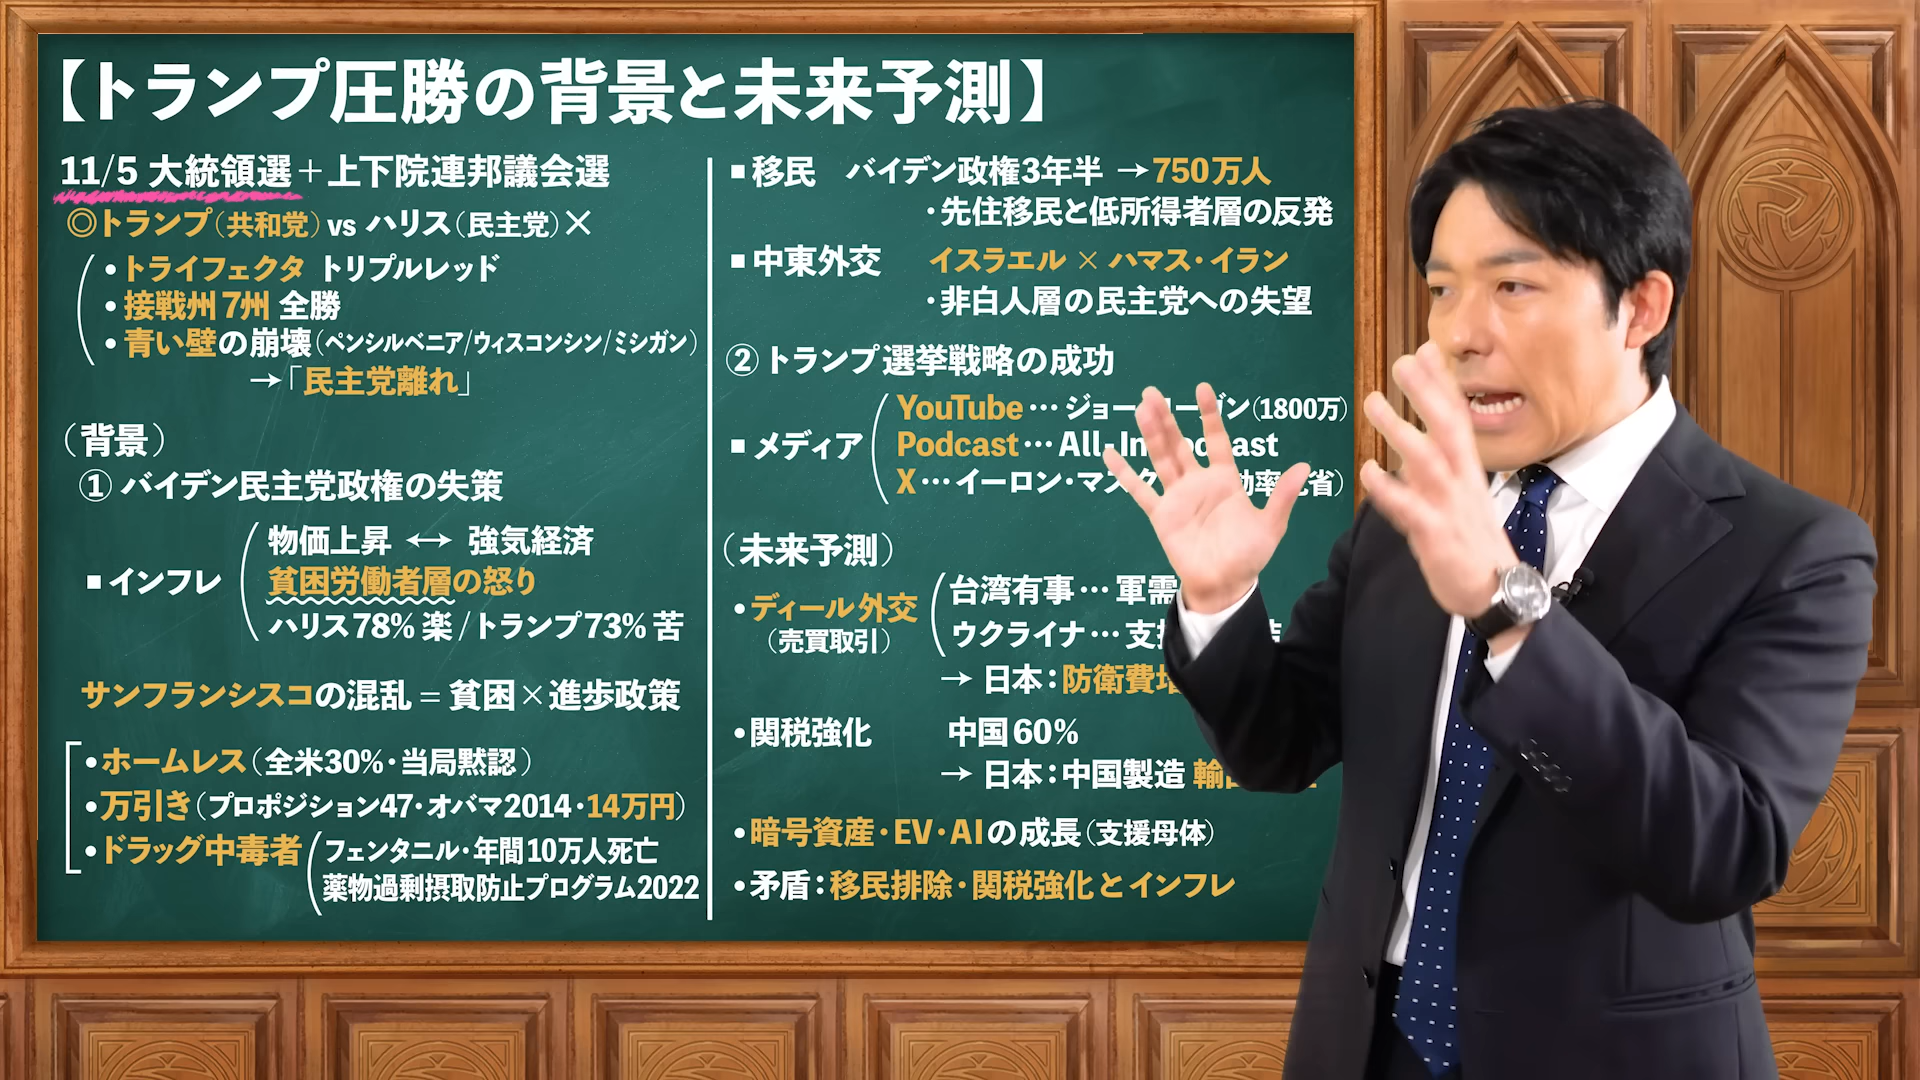 【トランプ圧勝の背景と未来予測】
11/5 大統領選＋上下院連邦議会選
◎トランプ（共和党）vs ハリス（民主党）×
・トライフェクタ トリプルレッド
・接戦州7州 全勝
・青い壁の崩壊（ペンシルベニア/ウィスコンシン/ミシガン）
→「民主党離れ」
（背景）
① バイデン民主党政権の失策
■インフレ
物価上昇 ↔ 強気経済
貧困労働者層の怒り
ハリス78% 楽 / トランプ73% 苦
サンフランシスコの混乱＝貧困×進歩政策
・ホームレス（全米30%・当局黙認）
・万引き（プロポジション47・オバマ2014・14万円）
・ドラッグ中毒者
フェンタニル・年間10万人死亡
薬物過剰摂取防止プログラム2022
■移民 バイデン政権3年半 →750万人
・先住移民と低所得者層の反発
■中東外交 イスラエル × ハマス・イラン
・非白人層の民主党への失望
② トランプ選挙戦略の成功
■メディア
YouTube…ジョー ーガン（1800万）
Podcast…All-In
X…イーロン・マスク 省）
（未来予測）
・ディール外交
（売買取引）
台湾有事…軍需
ウクライナ…支
→ 日本：防衛費増
・関税強化 中国60%
→ 日本：中国製造 輸
・暗号資産・EV・AIの成長（支援母体）
・矛盾：移民排除・関税強化とインフレ